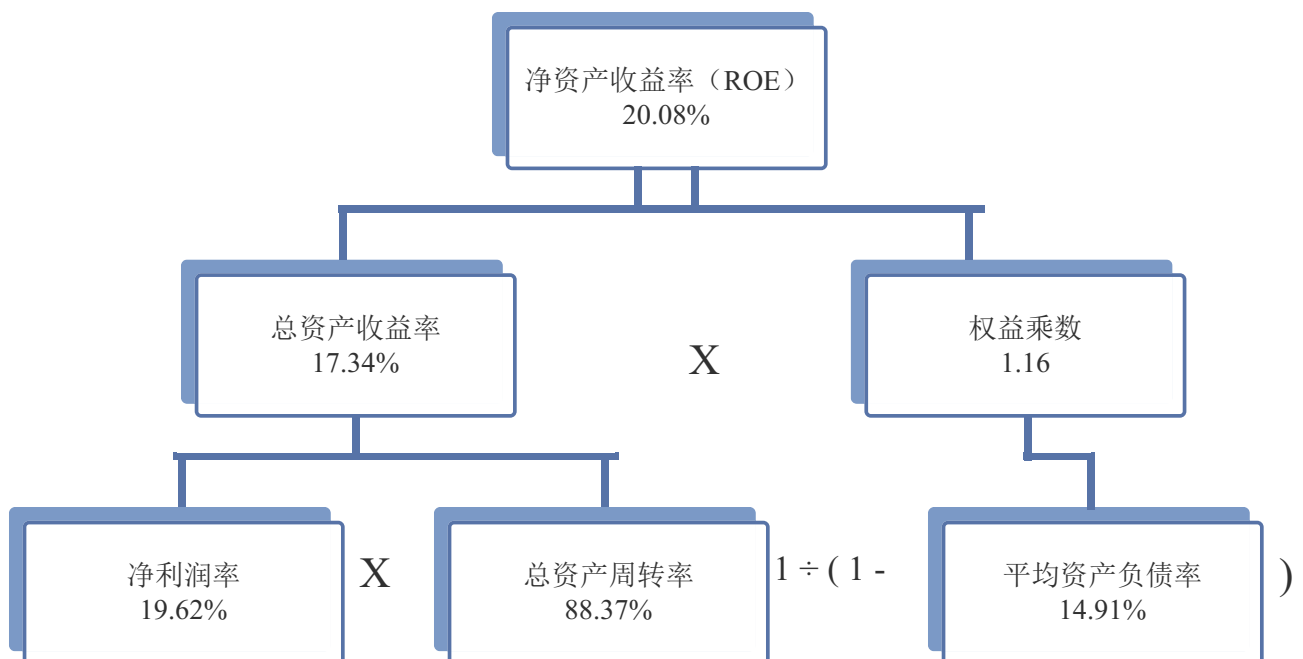 净资产收益率（ROE）
20.08%
总资产收益率
17.34%
X
权益乘数
1.16
净利润率
19.62%
X
总资产周转率
88.37%
1 ÷ ( 1 -
平均资产负债率
14.91%
)